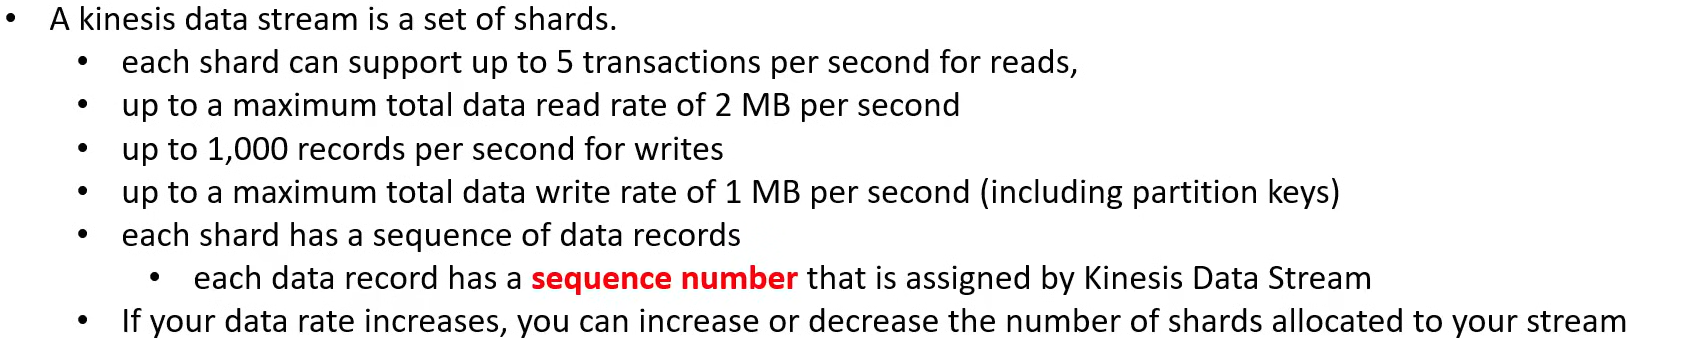 • A kinesis data stream is a set of shards.
• each shard can support up to 5 transactions per second for reads,
• up to a maximum total data read rate of 2 MB per second
• up to 1,000 records per second for writes
• up to a maximum total data write rate of 1 MB per second (including partition keys)
• each shard has a sequence of data records
• each data record has a sequence number that is assigned by Kinesis Data Stream
• If your data rate increases, you can increase or decrease the number of shards allocated to your stream